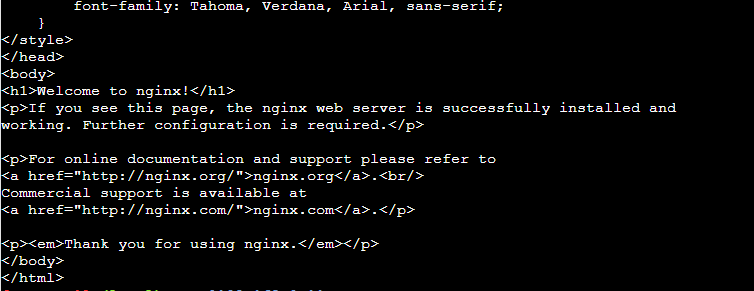 font-family: Tahoma, Verdana, Arial, sans-serif;
}
</style>
</head>
<body>
<h1>Welcome to nginx!</h1>
<p>If you see this page, the nginx web server is successfully installed and
working. Further configuration is required.</p>
<p>For online documentation and support please refer to
<a href="http://nginx.org/">nginx.org</a>.<br/>
Commercial support is available at
<a href="http://nginx.com/">nginx.com</a>.</p>
<p><em>Thank you for using nginx.</em></p>
</body>
</html>